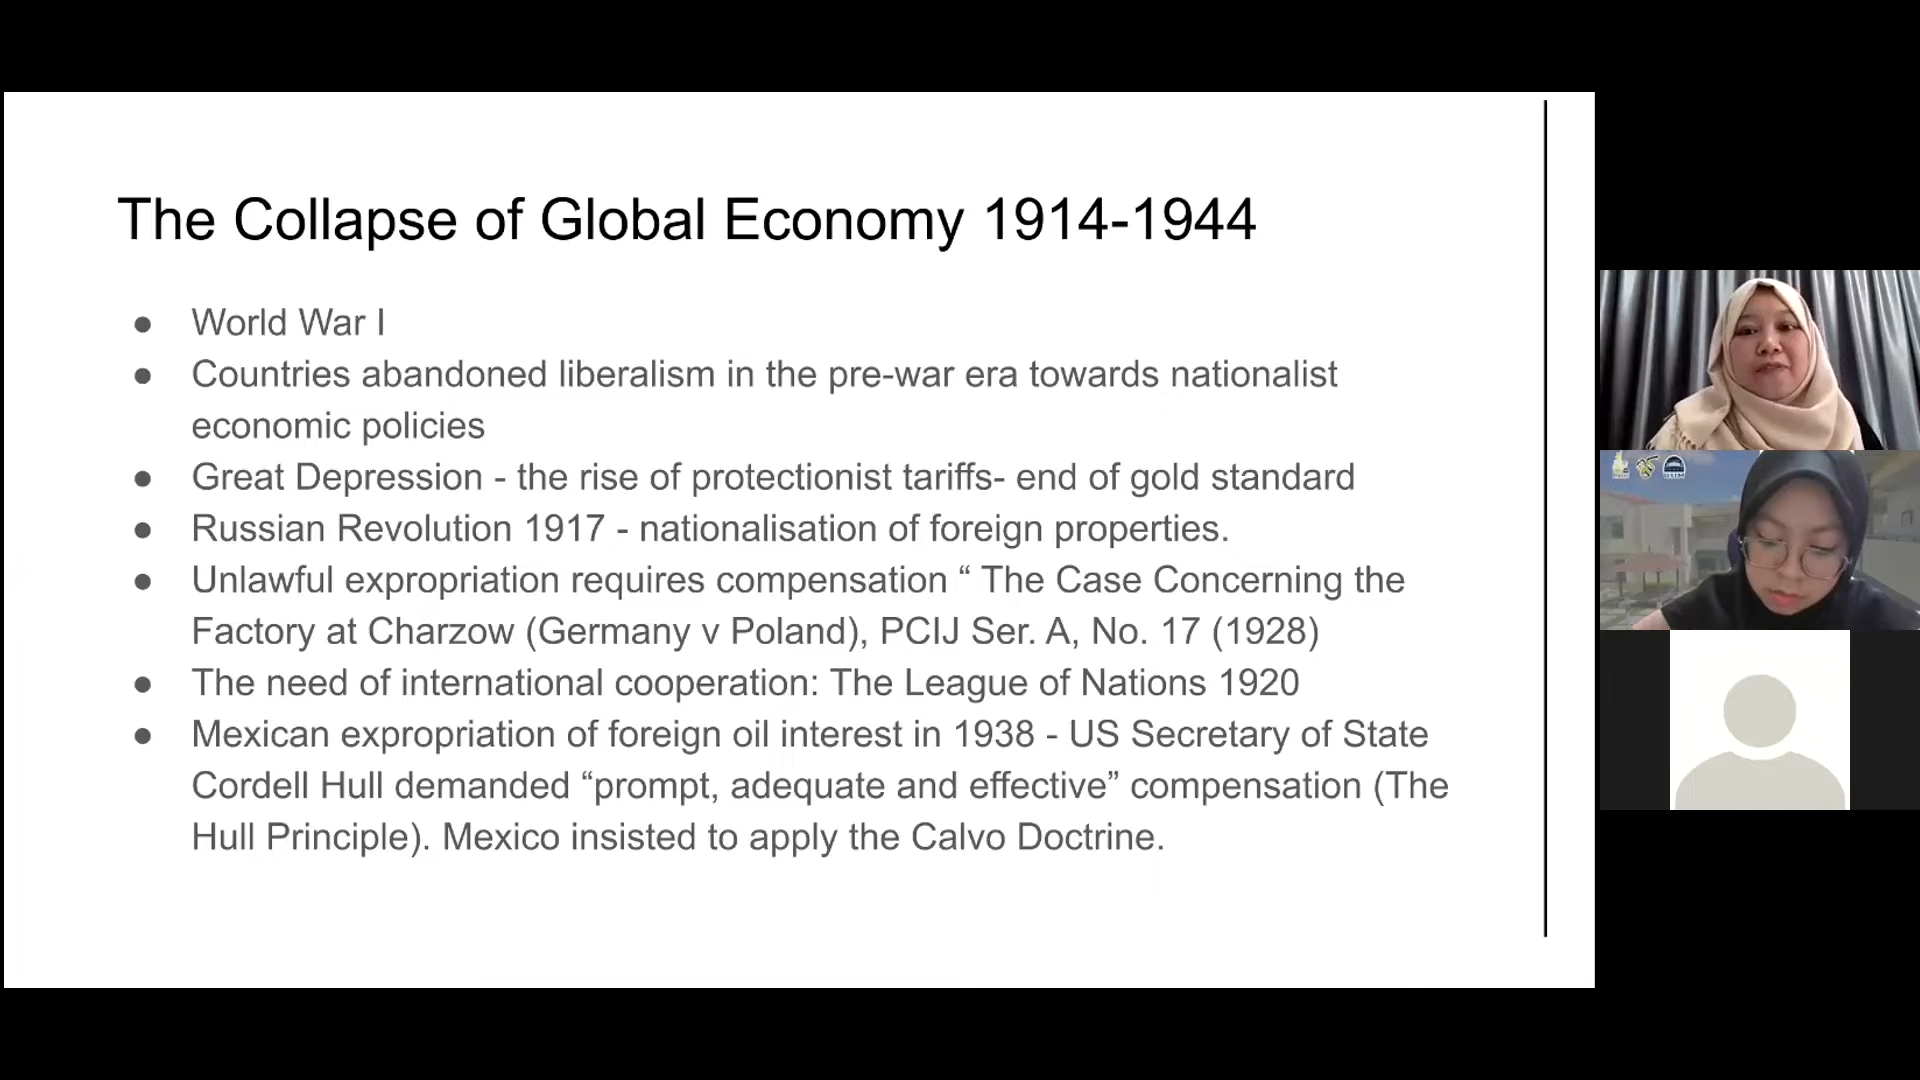 The Collapse of Global Economy 1914-1944
● World War I
● Countries abandoned liberalism in the pre-war era towards nationalist
economic policies
● Great Depression - the rise of protectionist tariffs- end of gold standard
● Russian Revolution 1917 - nationalisation of foreign properties.
● Unlawful expropriation requires compensation “ The Case Concerning the
Factory at Charzow (Germany v Poland), PCIJ Ser. A, No. 17 (1928)
● The need of international cooperation: The League of Nations 1920
● Mexican expropriation of foreign oil interest in 1938 - US Secretary of State
Cordell Hull demanded “prompt, adequate and effective” compensation (The
Hull Principle). Mexico insisted to apply the Calvo Doctrine.